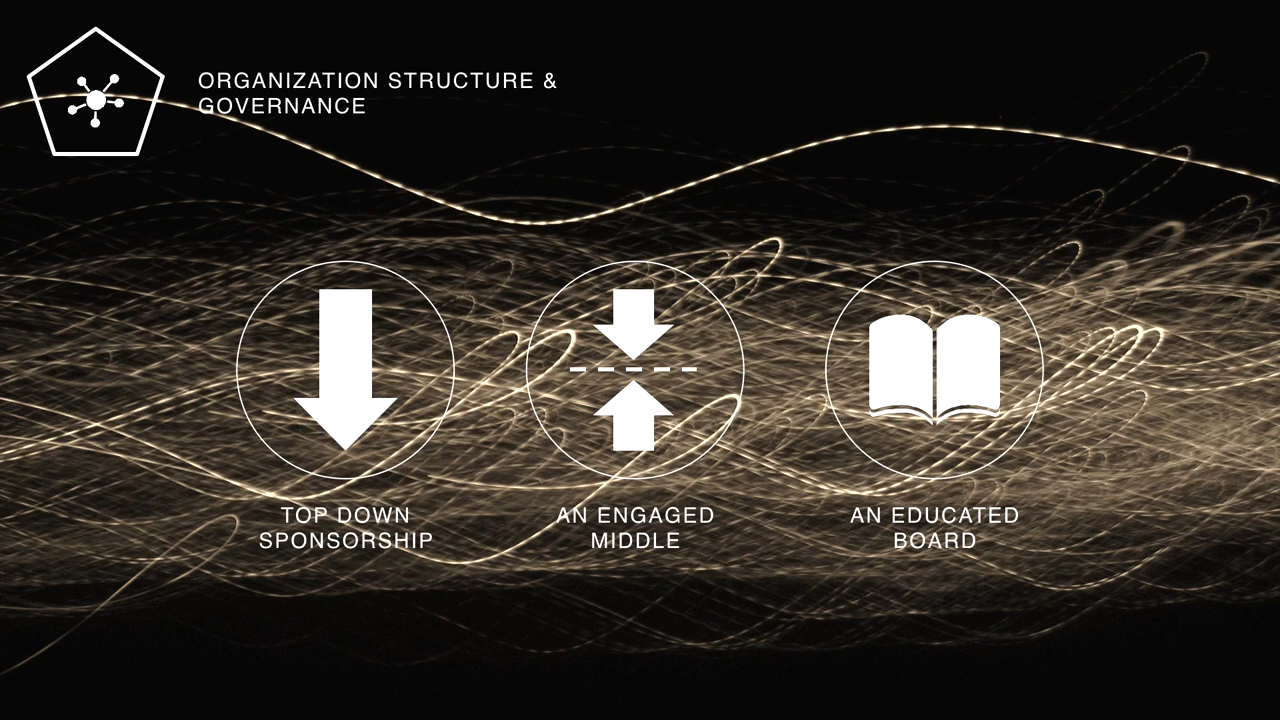 ORGANIZATION STRUCTURE &
GOVERNANCE
TOP DOWN
SPONSORSHIP
AN ENGAGED
MIDDLE
AN EDUCATED
BOARD